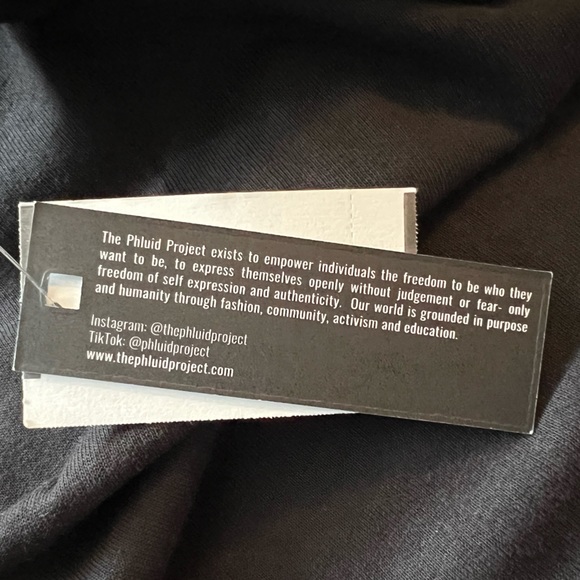 The Phluid Project exists to empower individuals the freedom to be who they
want to be, to express themselves openly without judgement or fear- only
freedom of self expression and authenticity. Our world is grounded in purpose
and humanity through fashion, community, activism and education.
Instagram: @thephluidproject
TikTok: @phluidproject
www.thephluidproject.com